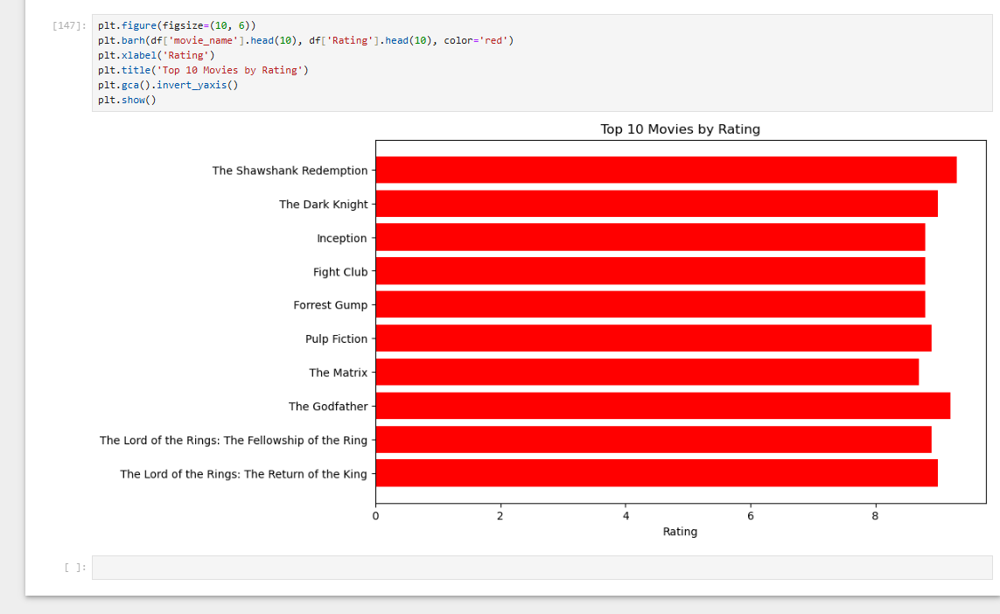 [147]: plt.figure(figsize=(10, 6))
plt.barh(df['movie_name'].head(10), df['Rating'].head(10), color='red')
plt.xlabel('Rating')
plt.title('Top 10 Movies by Rating')
plt.gca().invert_yaxis()
plt.show()
Top 10 Movies by Rating
The Shawshank Redemption
The Dark Knight
Inception
Fight Club
Forrest Gump
Pulp Fiction
The Matrix
The Godfather
The Lord of the Rings: The Fellowship of the Ring
The Lord of the Rings: The Return of the King
0 2 4 6 8
Rating
[ ]: